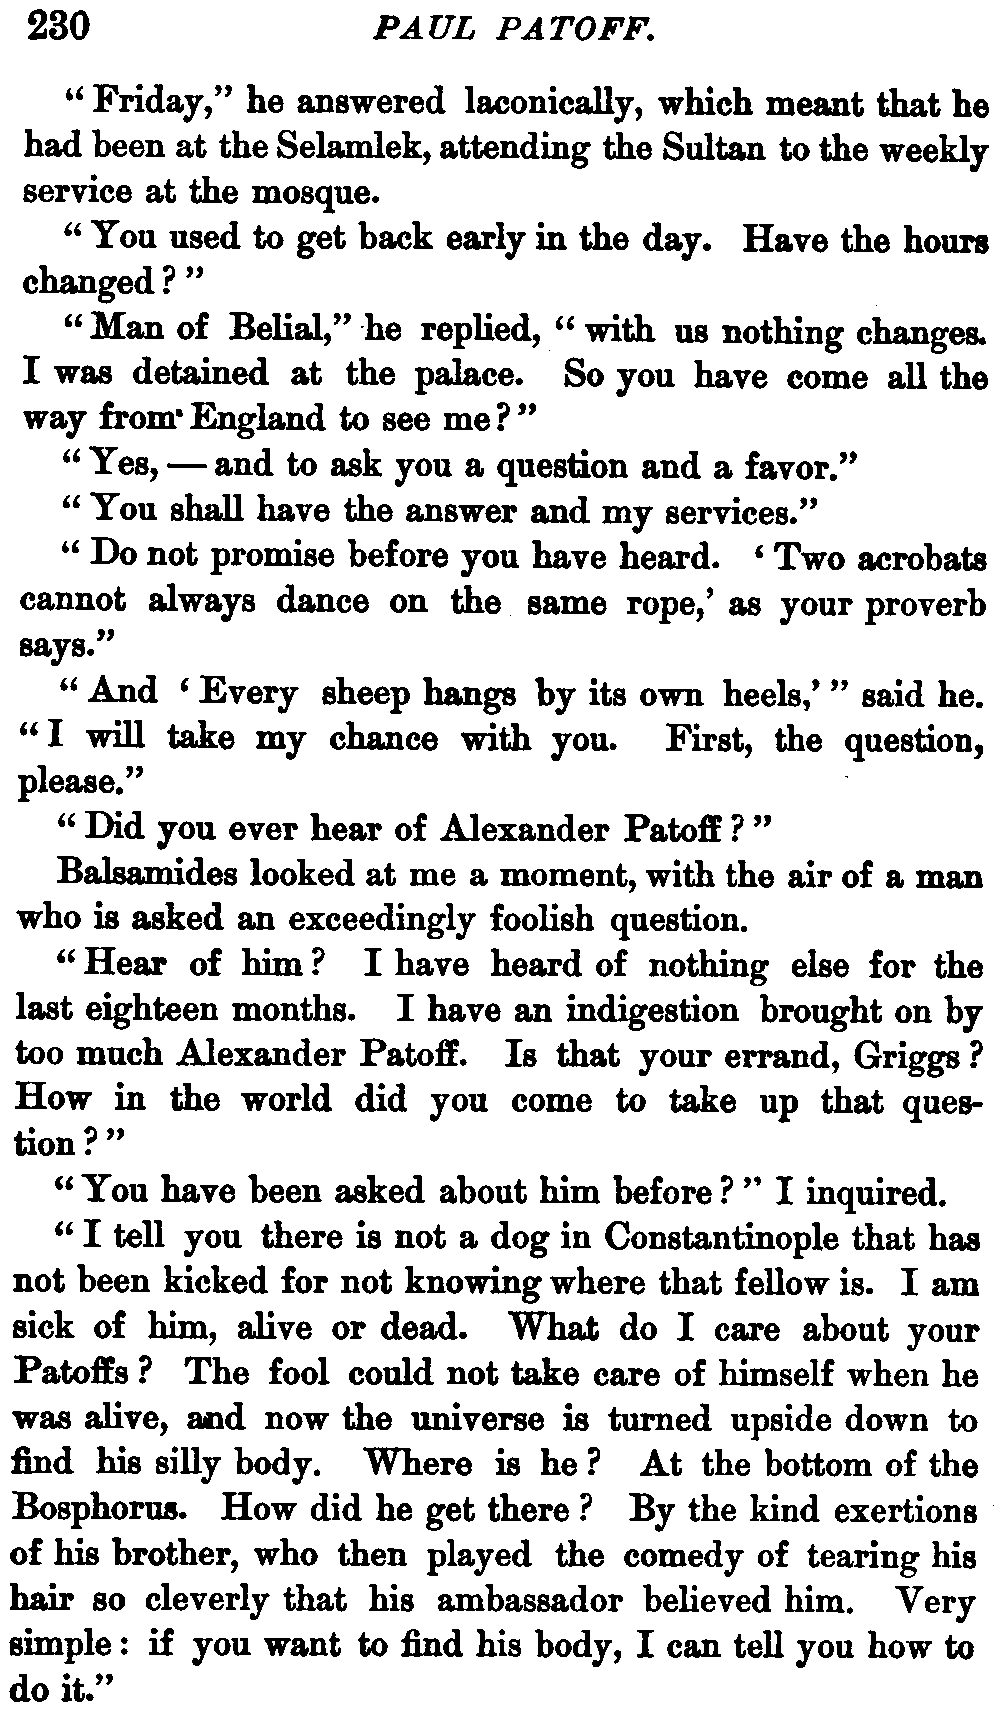 230 PAUL PATOFF.
“ Friday,” he answered laconically, which meant that he
had been at the Selamlek, attending the Sultan to the weekly
service at the mosque.
“ You used to get back early in the day. Have the hours
changed ? ”
“ Man of Belial,” he replied, “ with us nothing changes.
I was detained at the palace. So you have come all the
way from England to see me ? ”
“ Yes, — and to ask you a question and a favor.”
“ You shall have the answer and my services.”
“ Do not promise before you have heard. ‘ Two acrobats
cannot always dance on the same rope,’ as your proverb
says.”
“ And ‘ Every sheep hangs by its own heels,’ ” said he.
“ I will take my chance with you. First, the question,
please.”
“ Did you ever hear of Alexander Patoff ? ”
Balsamides looked at me a moment, with the air of a man
who is asked an exceedingly foolish question.
“ Hear of him ? I have heard of nothing else for the
last eighteen months. I have an indigestion brought on by
too much Alexander Patoff. Is that your errand, Griggs ?
How in the world did you come to take up that ques-
tion ? ”
“ You have been asked about him before ? ” I inquired.
“ I tell you there is not a dog in Constantinople that has
not been kicked for not knowing where that fellow is. I am
sick of him, alive or dead. What do I care about your
Patoffs ? The fool could not take care of himself when he
was alive, and now the universe is turned upside down to
find his silly body. Where is he ? At the bottom of the
Bosphorus. How did he get there ? By the kind exertions
of his brother, who then played the comedy of tearing his
hair so cleverly that his ambassador believed him. Very
simple : if you want to find his body, I can tell you how to
do it.”